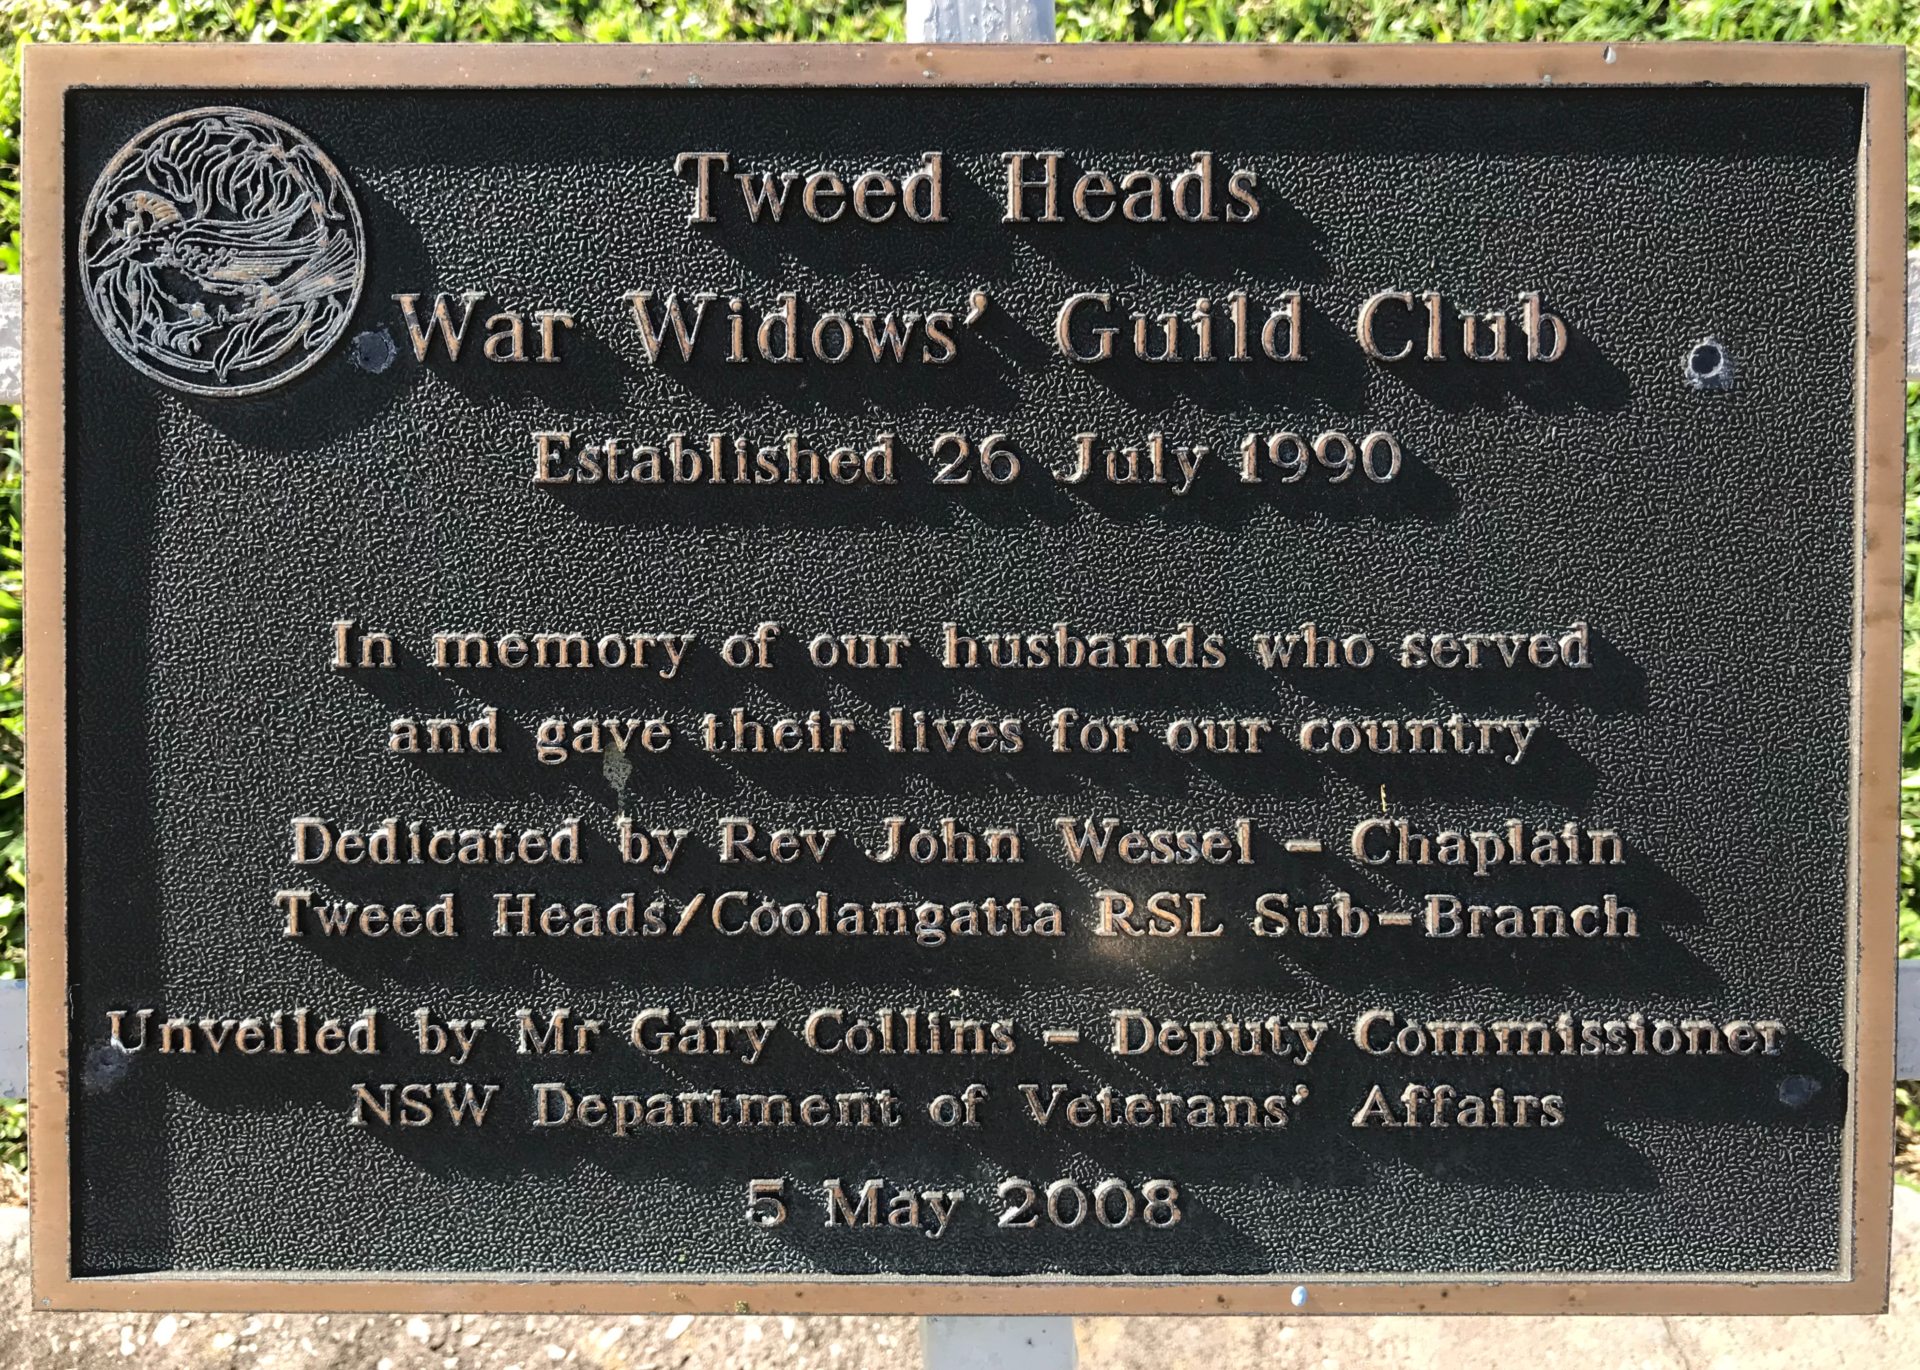 Tweed Heads
War Widows' Guild Club
Established 26 July 1990
In memory of our husbands who served
and gave their lives for our country
Dedicated by Rev John Wessel - Chaplain
Tweed Heads/Coolangatta RSL Sub-Branch
Unveiled by Mr Gary Collins - Deputy Commissioner
NSW Department of Veterans' Affairs
5 May 2008